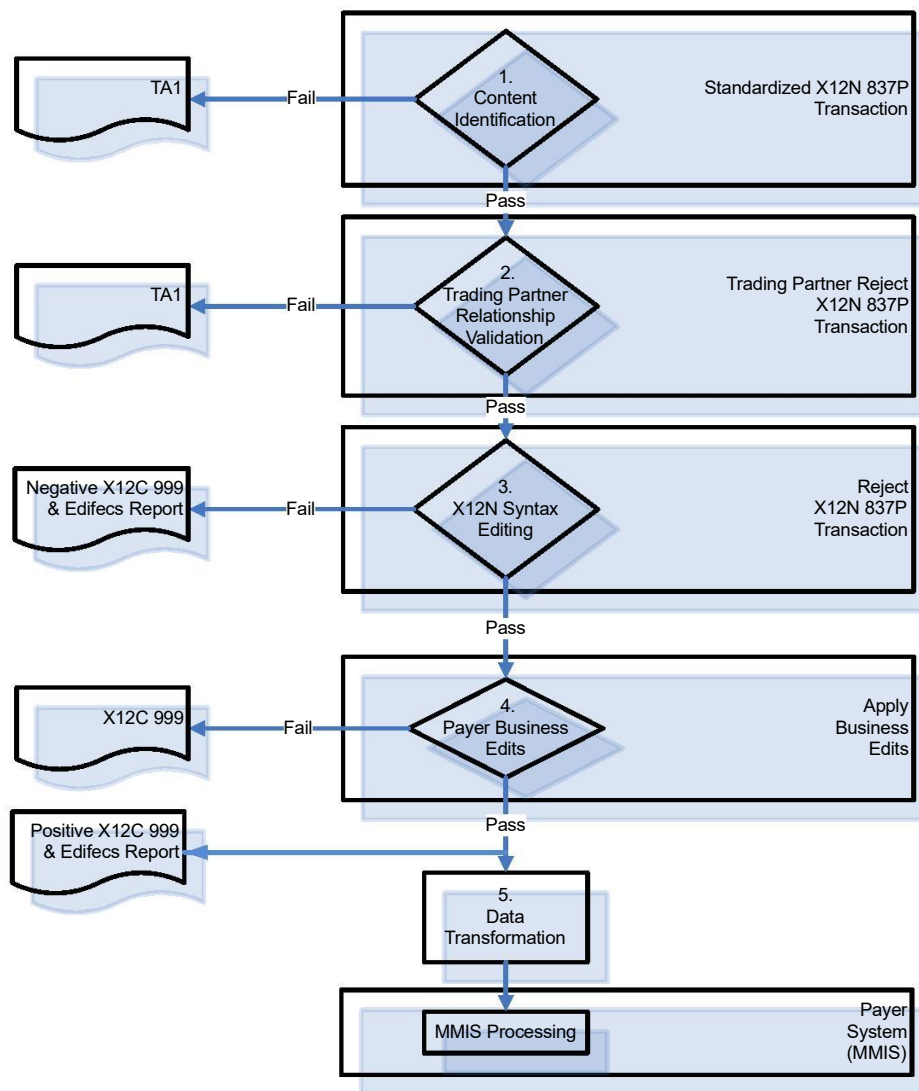 TA1
Fail
1.
Content
Identification
Standardized X12N 837P
Transaction
Pass
TA1
Fail
2.
Trading Partner
Relationship
Validation
Trading Partner Reject
X12N 837P
Transaction
Pass
Negative X12C 999
& Edifecs Report
Fail
3.
X12N Syntax
Editing
Reject
X12N 837P
Transaction
Pass
X12C 999
Fail
4.
Payer Business
Edits
Apply
Business
Edits
Pass
Positive X12C 999
& Edifecs Report
5.
Data
Transformation
MMIS Processing
Payer
System
(MMIS)